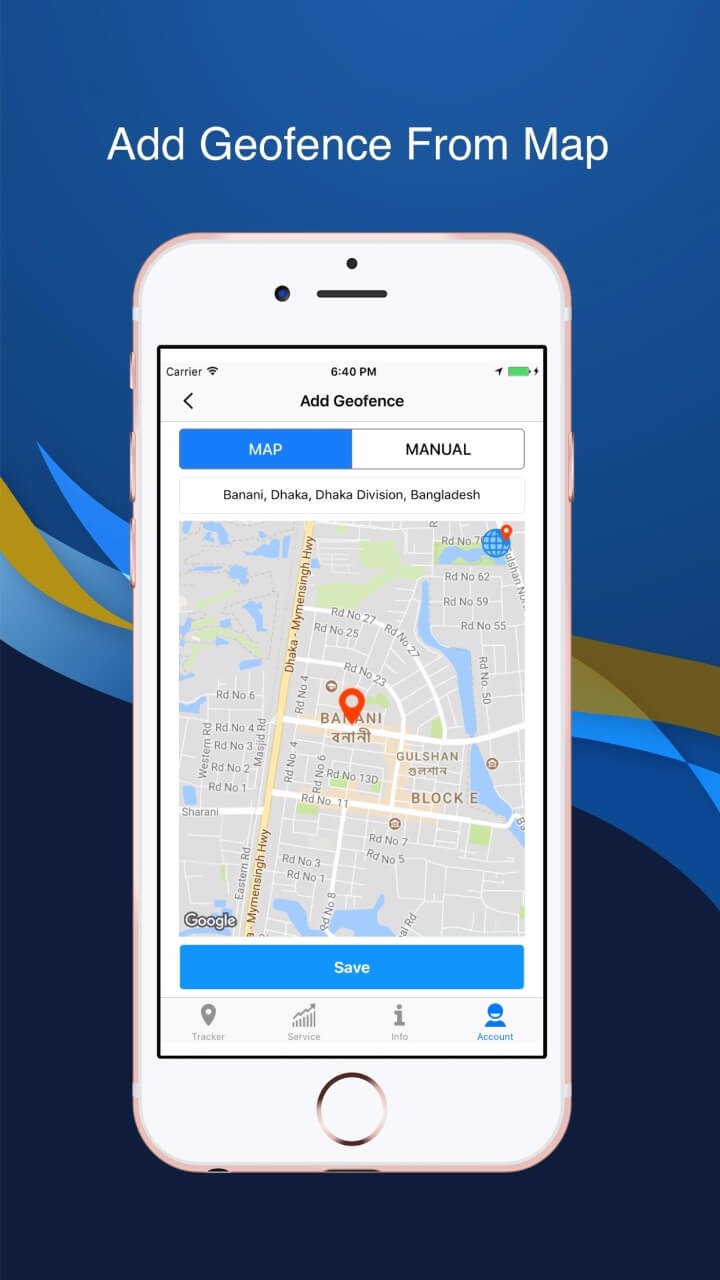 Add Geofence From Map
Carrier
6:40 PM
Add Geofence
MAP
MANUAL
Banani, Dhaka, Dhaka Division, Bangladesh
Dhaka - Mymensingh Hwy
Rd No 62
Rd No 59
Rd No 55
Rd No 27
Rd No 25
Rd No 27
Rd No 23
Rd No. 50
Rd No 4
Rd No 6
BANANI
বনানী
Rd No 4
Rd No 3
Rd No 2
Rd No 1
Western Rd
Masjid Rd
Rd No. 4
Rd No 6
Rd No 13D
Rd No. 11
GULSHAN
গুলশান
BLOCK E
Sharani
Rd No 7
Rd No 5
Rd No 3
Rd No 1
Eastern Rd
- Mymensingh Hwy
Rd No 8
Google
Save
Tracker
Service
Info
Account